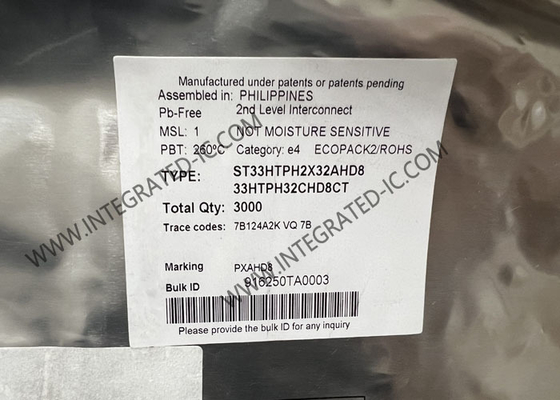 Manufactured under patents or patents pending
Assembled in: PHILIPPINES
Pb-Free 2nd Level Interconnect
MSL: 1 NOT MOISTURE SENSITIVE
PBT: 260ºC Category: e4 ECOPACK2/ROHS
TYPE: ST33HTPH2X32AHD8
33HTPH32CHD8CT
Total Qty: 3000
Trace codes: 7B124A2K VQ 7B
Marking PXAHD8
Bulk ID 916250TA0003
Please provide the bulk ID for any inquiry
WWW.INTEGRATED-IC.COM
WWW.INTEGRATED-IC.COM
WWW.INTEGRATED-IC.COM